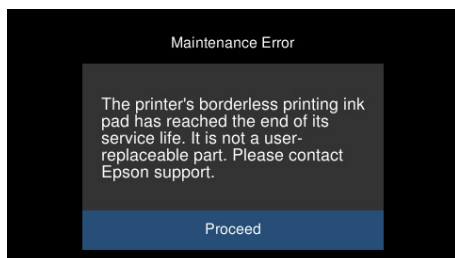 Maintenance Error
The printer's borderless printing ink
pad has reached the end of its
service life. It is not a user-
replaceable part. Please contact
Epson support.
Proceed